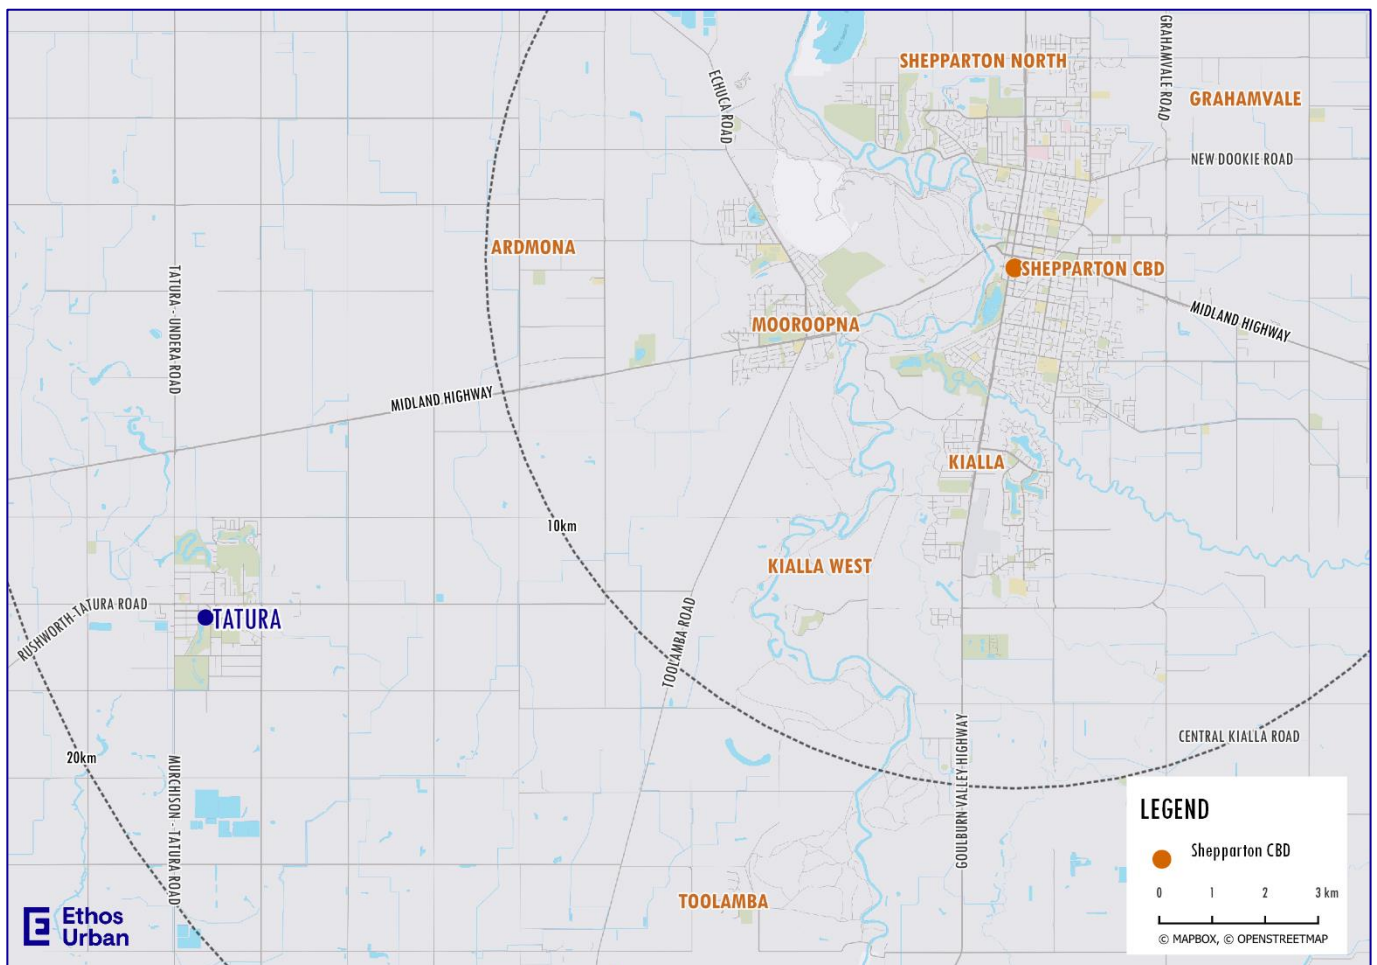 SHEPPARTON NORTH
GRAHAMVALE ROAD
GRAHAMVALE
ECHUCA ROAD
NEW DOOKIE ROAD
ARDMONA
SHEPPARTON CBD
TATURA - UNDERA ROAD
MOOROOPNA
MIDLAND HIGHWAY
MIDLAND HIGHWAY
KIALLA
10km
KIALLA WEST
RUSHWORTH-TATURA ROAD
TATURA
TOOLAMBA ROAD
CENTRAL KIALLA ROAD
20km
MURCHISON - TATURA ROAD
GOULBURN VALLEY HIGHWAY
TOOLAMBA
LEGEND
Shepparton CBD
0 1 2 3 km
© MAPBOX, © OPENSTREETMAP
Ethos
Urban